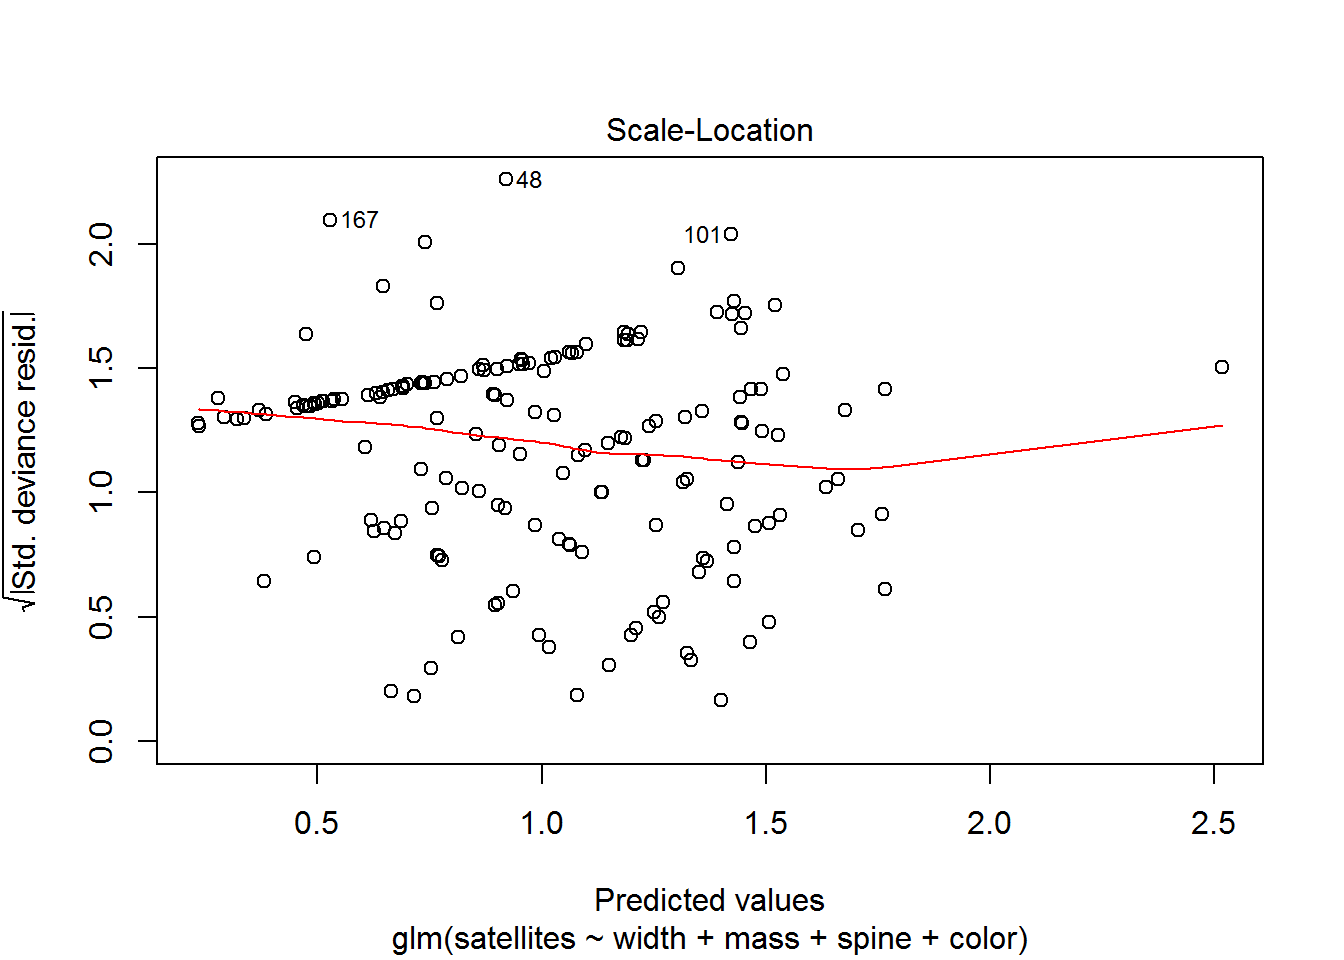 Scale-Location
√|Std. deviance resid.|
2.0
1.5
1.0
0.5
0.0
48
167
101
0.5 1.0 1.5 2.0 2.5
Predicted values
glm(satellites ~ width + mass + spine + color)